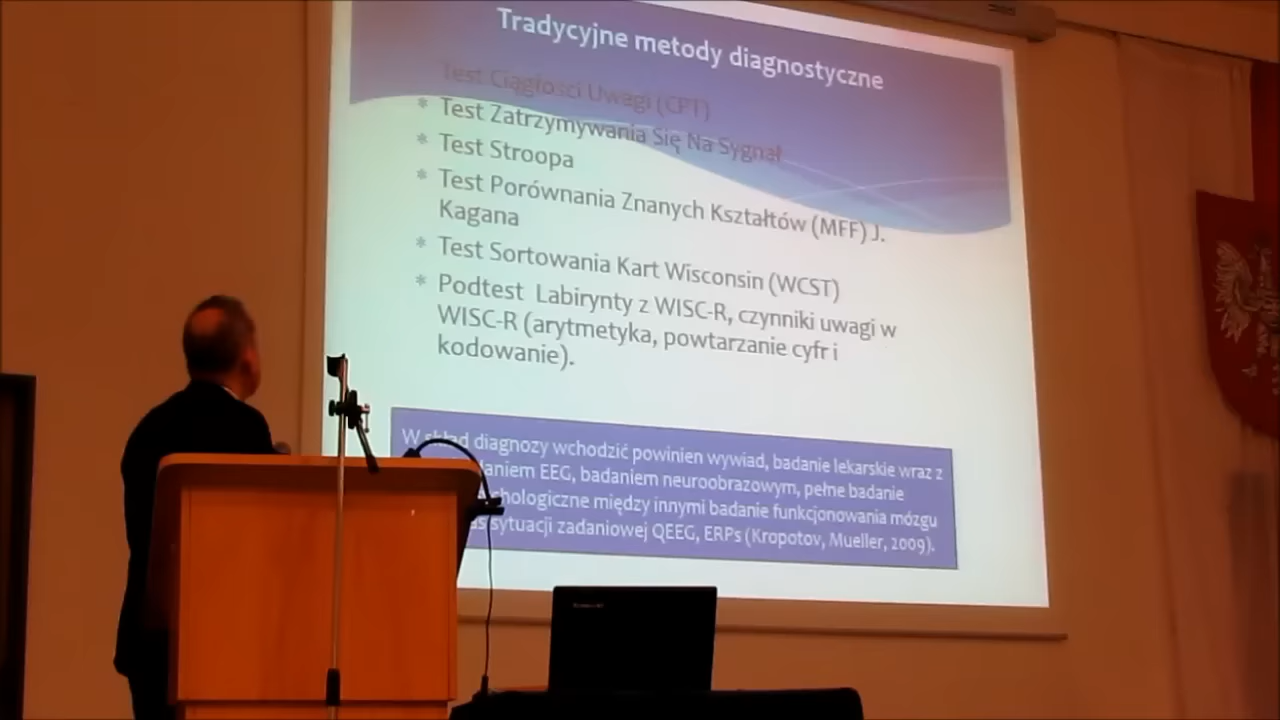 Tradycyjne metody diagnostyczne
Test Ciągłości Uwagi (CPT)
* Test Zatrzymywania Się Na Sygnał
* Test Stroopa
* Test Porównania Znanych Kształtów (MFF) J.
Kagana
* Test Sortowania Kart Wisconsin (WCST)
* Podtest Labirynty z WISC-R, czynniki uwagi w
WISC-R (arytmetyka, powtarzanie cyfr i
kodowanie).
W skład diagnozy wchodzić powinien wywiad, badanie lekarskie wraz z
EEG, badaniem neuroobrazowym, pełne badanie
między innymi badanie funkcjonowania mózgu
sytuacji zadaniowej QEEG, ERPs (Kropotov, Mueller, 2009).